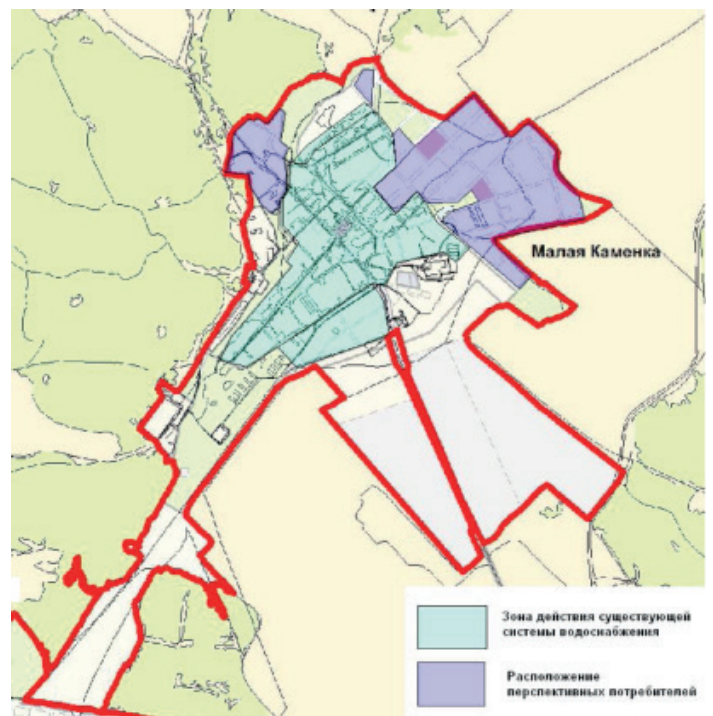 Малая Каменка
Зона действия существующей
системы водоснабжения
Расположение
перспективных потребителей